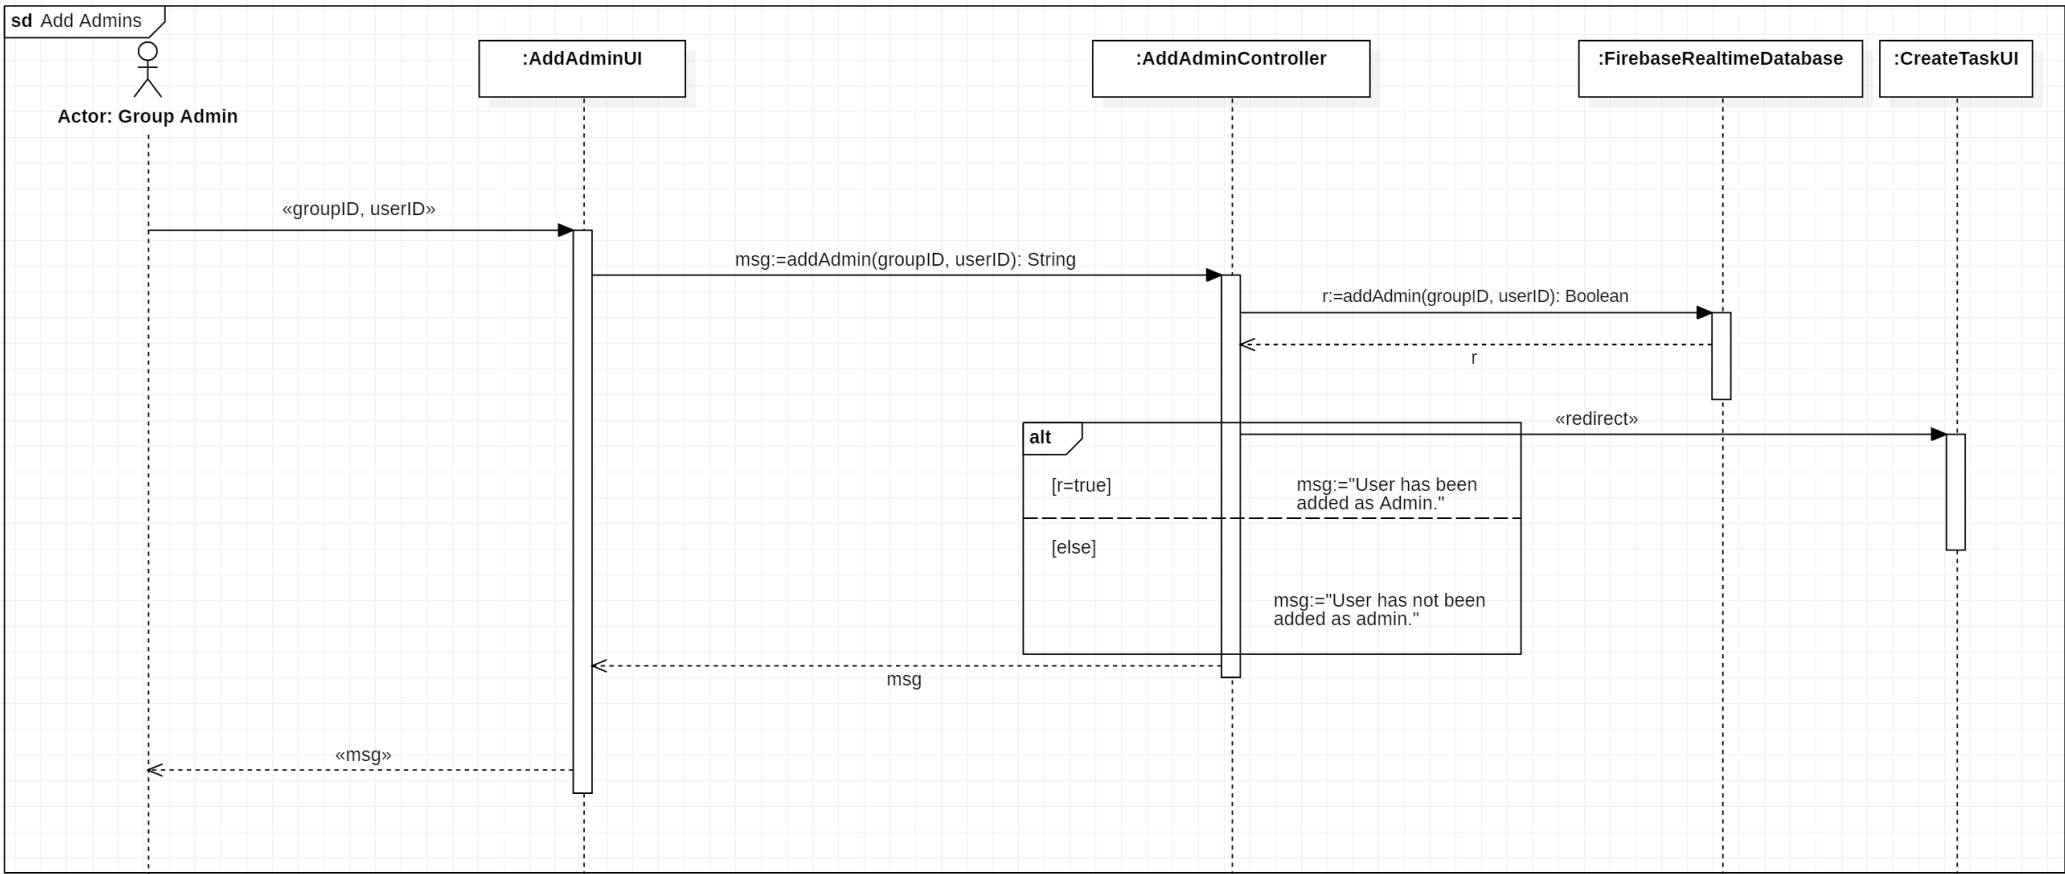 sd Add Admins
Actor: Group Admin
:AddAdminUI
:AddAdminController
:FirebaseRealtimeDatabase
:CreateTaskUI
«groupID, userID»
msg:=addAdmin(groupID, userID): String
r:=addAdmin(groupID, userID): Boolean
r
«redirect»
alt
[r=true]
msg:="User has been
added as Admin."
[else]
msg:="User has not been
added as admin."
msg
«msg»